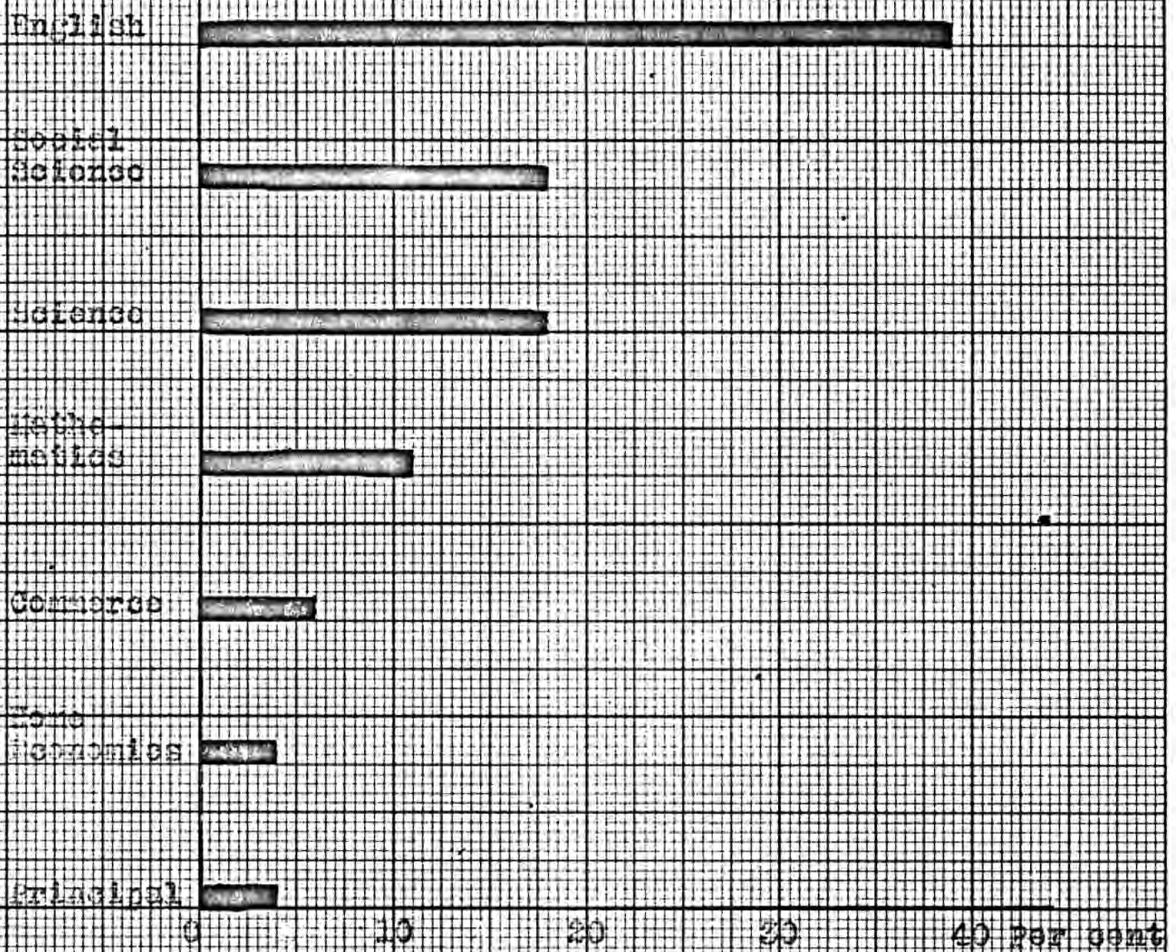 English
Social
Science
Science
Mathe-
matics
Commerce
Home
Economics
Principal
0 10 20 30 40 Per cent